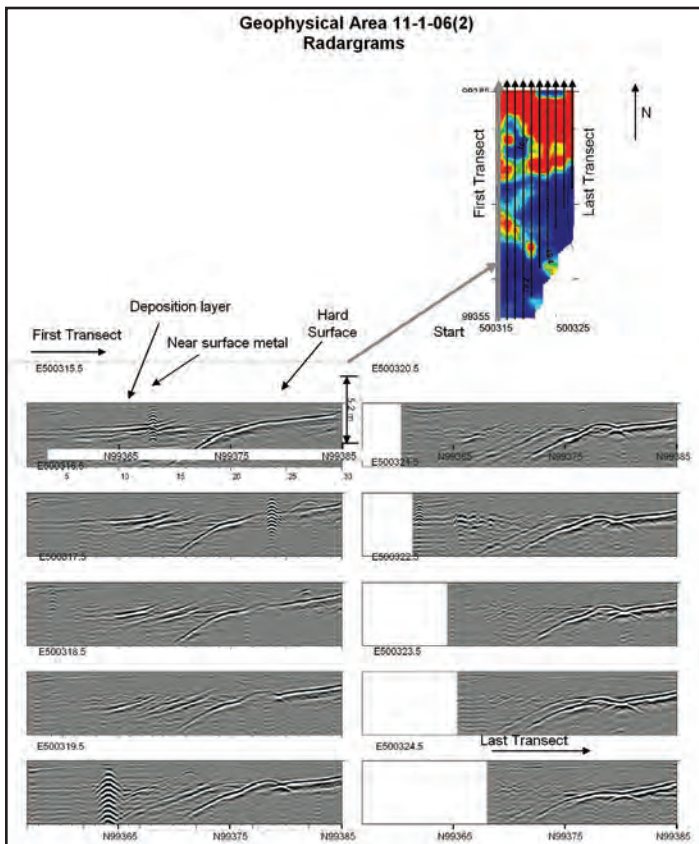 Geophysical Area 11-1-06(2)
Radargrams
N
First Transect
Last Transect
99355
Start
500315 500325
Deposition layer
Hard
Surface
First Transect
Near surface metal
E500315.5 E500320.5
5.2 m
N99365 N99375 N99385 N99365 N99375 N99385
E500316.5 E500321.5
5 10 15 20 25 30
E500317.5 E500322.5
E500318.5 E500323.5
E500319.5 E500324.5
Last Transect
N99365 N99375 N99385 N99365 N99375 N99385